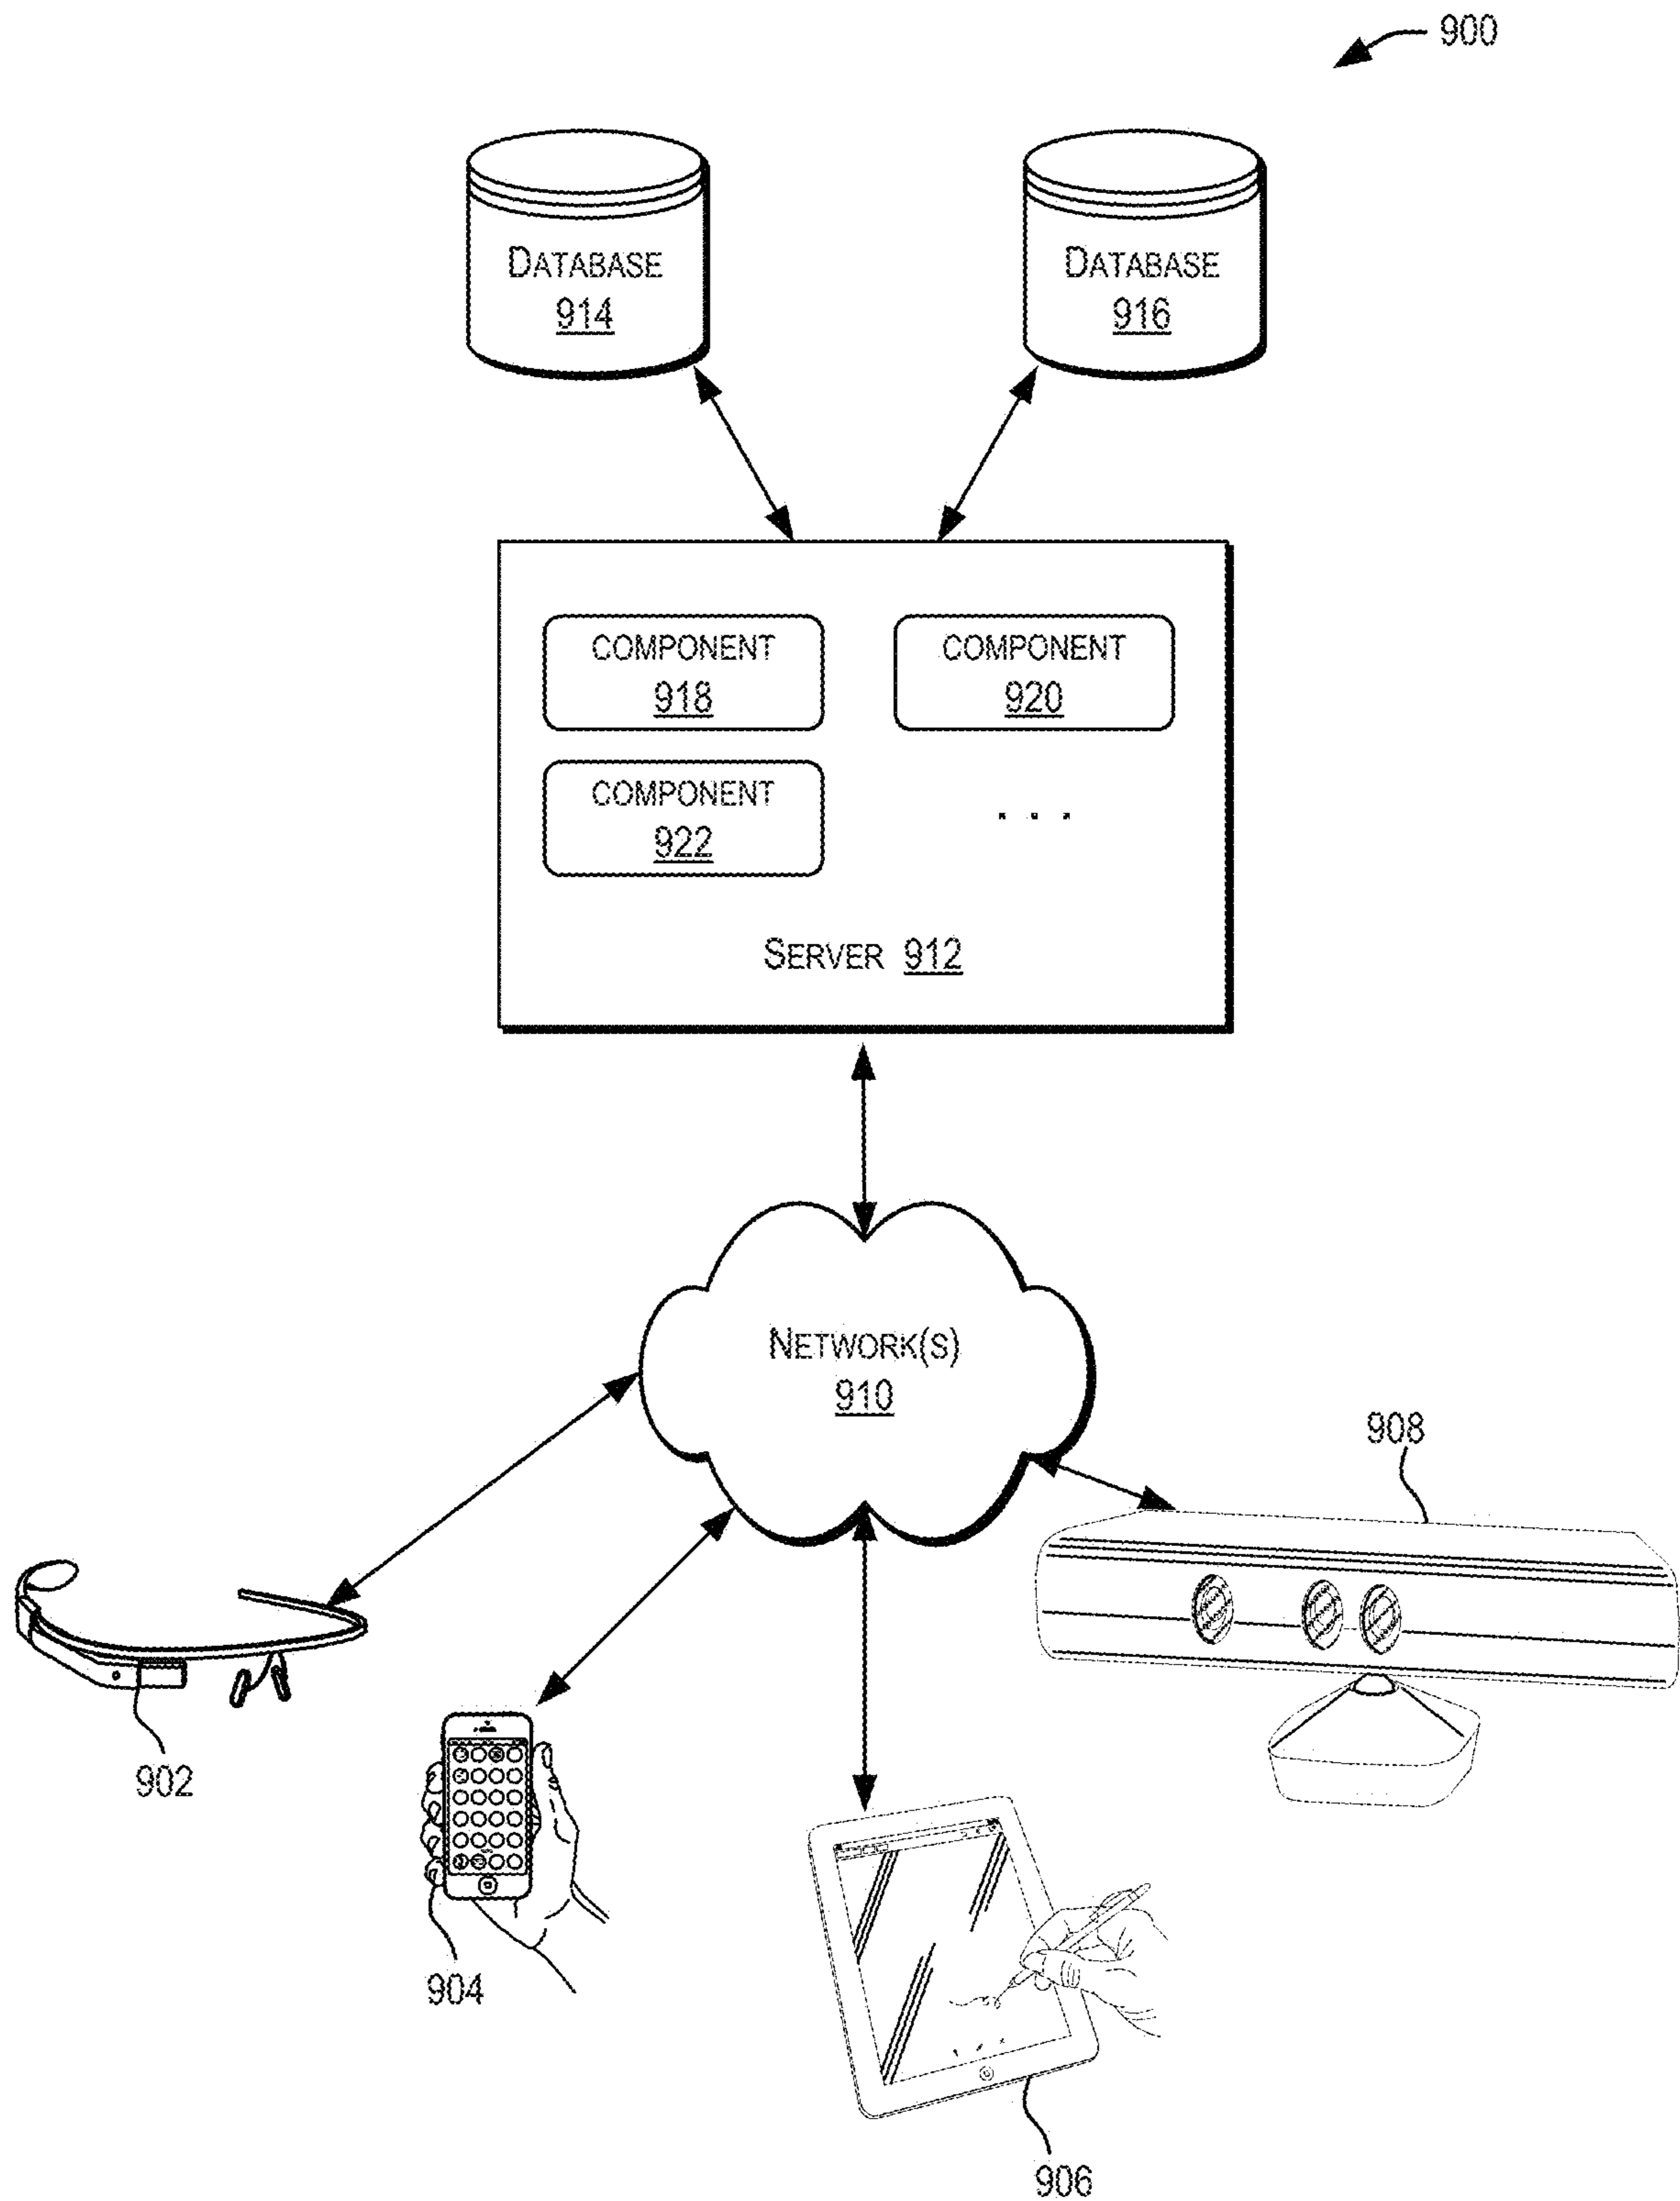 900
DATABASE
914
DATABASE
916
COMPONENT
918
COMPONENT
920
COMPONENT
922
. . .
SERVER 912
NETWORK(S)
910
908
902
904
906